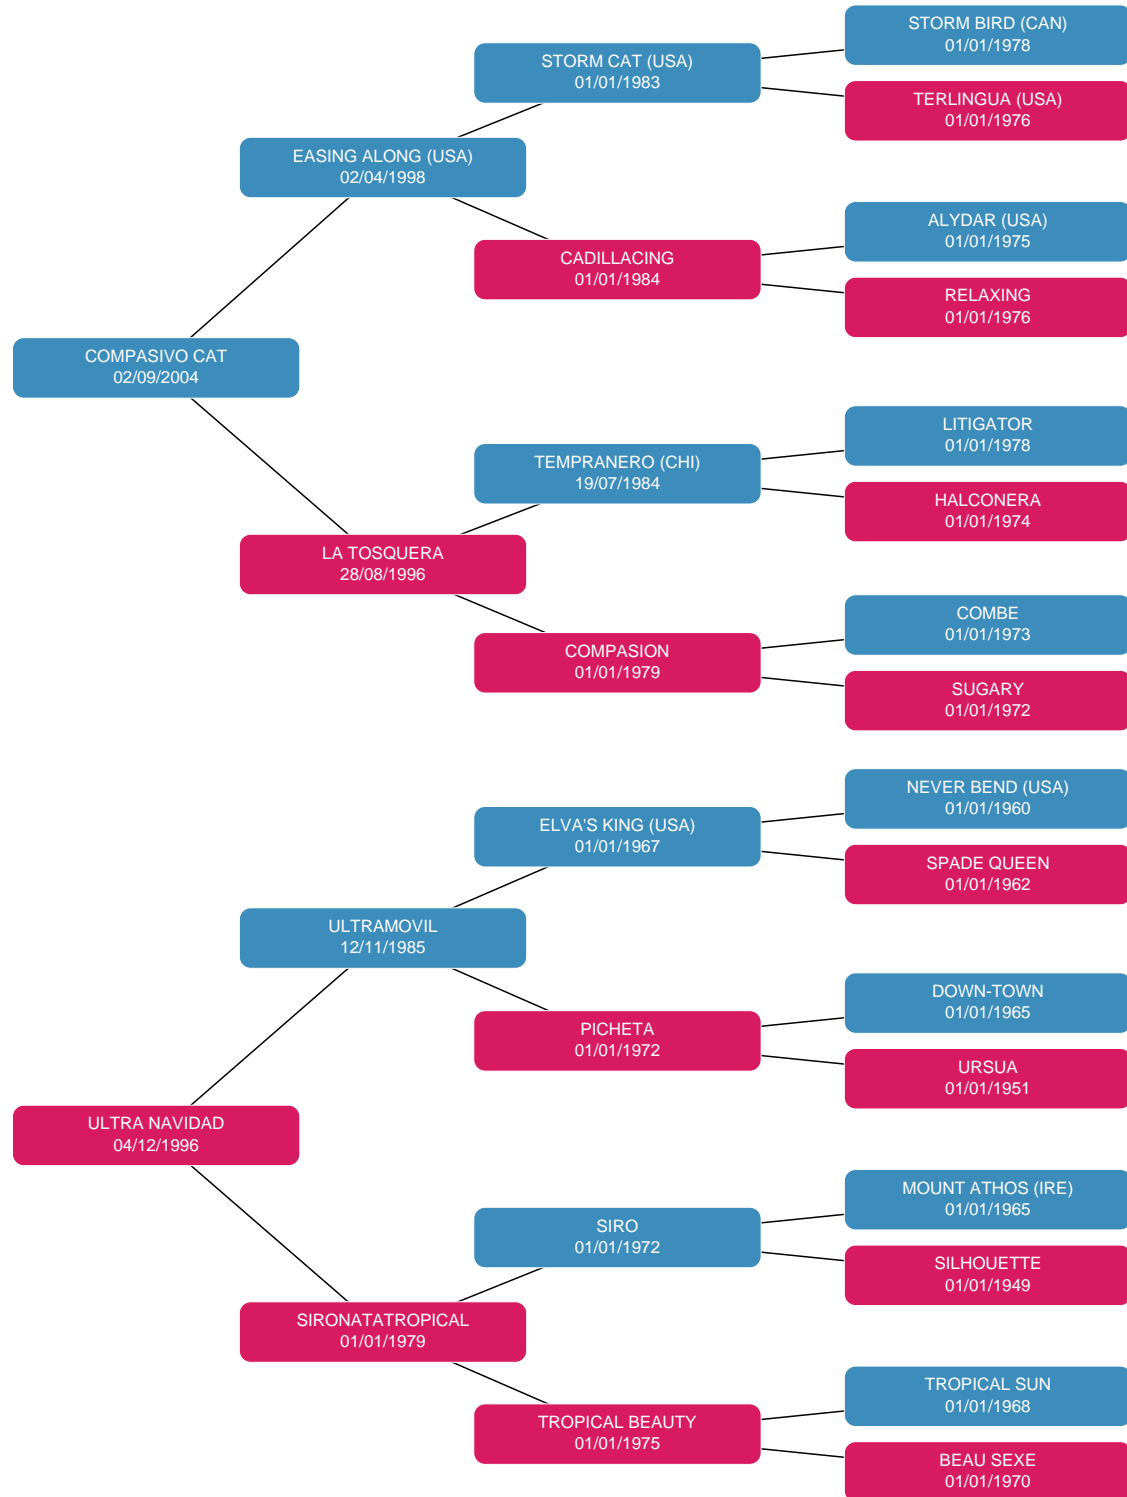 STORM BIRD (CAN)
01/01/1978
STORM CAT (USA)
01/01/1983
TERLINGUA (USA)
01/01/1976
EASING ALONG (USA)
02/04/1998
ALYDAR (USA)
01/01/1975
CADILLACING
01/01/1984
RELAXING
01/01/1976
COMPASIVO CAT
02/09/2004
LITIGATOR
01/01/1978
TEMPRANERO (CHI)
19/07/1984
HALCONERA
01/01/1974
LA TOSQUERA
28/08/1996
COMBE
01/01/1973
COMPASION
01/01/1979
SUGARY
01/01/1972
NEVER BEND (USA)
01/01/1960
ELVA'S KING (USA)
01/01/1967
SPADE QUEEN
01/01/1962
ULTRAMOVIL
12/11/1985
DOWN-TOWN
01/01/1965
PICHETA
01/01/1972
URSUA
01/01/1951
ULTRA NAVIDAD
04/12/1996
MOUNT ATHOS (IRE)
01/01/1965
SIRO
01/01/1972
SILHOUETTE
01/01/1949
SIRONATATROPICAL
01/01/1979
TROPICAL SUN
01/01/1968
TROPICAL BEAUTY
01/01/1975
BEAU SEXE
01/01/1970